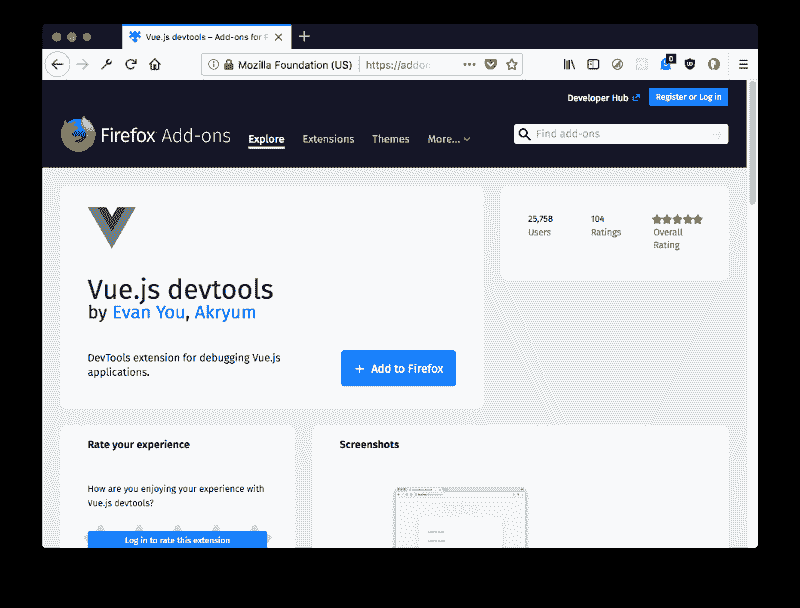 Vue.js devtools – Add-ons for F
Mozilla Foundation (US)
https://addo
0
Developer Hub
Register or Log in
Firefox Add-ons
Explore
Extensions
Themes
More...
Find add-ons
25,758
Users
104
Ratings
Overall
Rating
Vue.js devtools
by Evan You, Akryum
DevTools extension for debugging Vue.js
applications.
+ Add to Firefox
Rate your experience
How are you enjoying your experience with
Vue.js devtools?
Log in to rate this extension
Screenshots